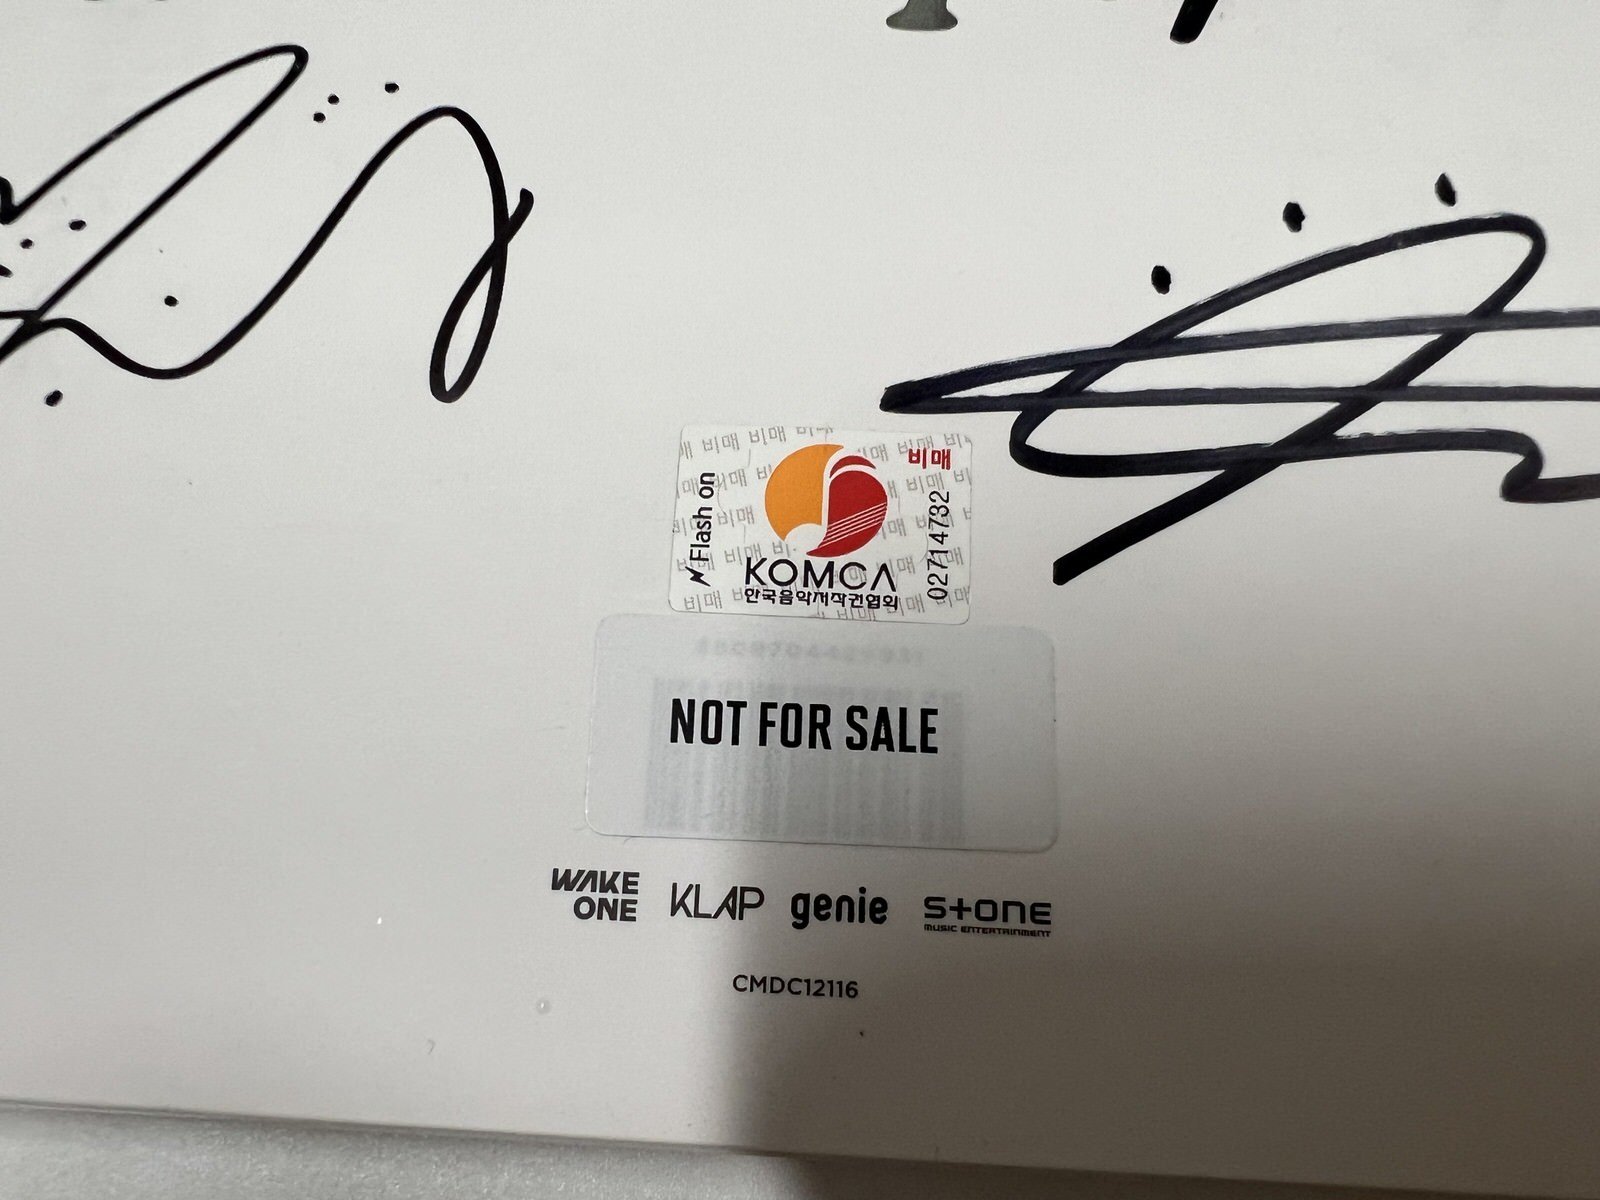 비매
Flash on
02714732
KOMCA
한국음악저작권협회
NOT FOR SALE
WAKE
ONE
KLAP
genie
STONE
MUSIC ENTERTAINMENT
CMDC12116